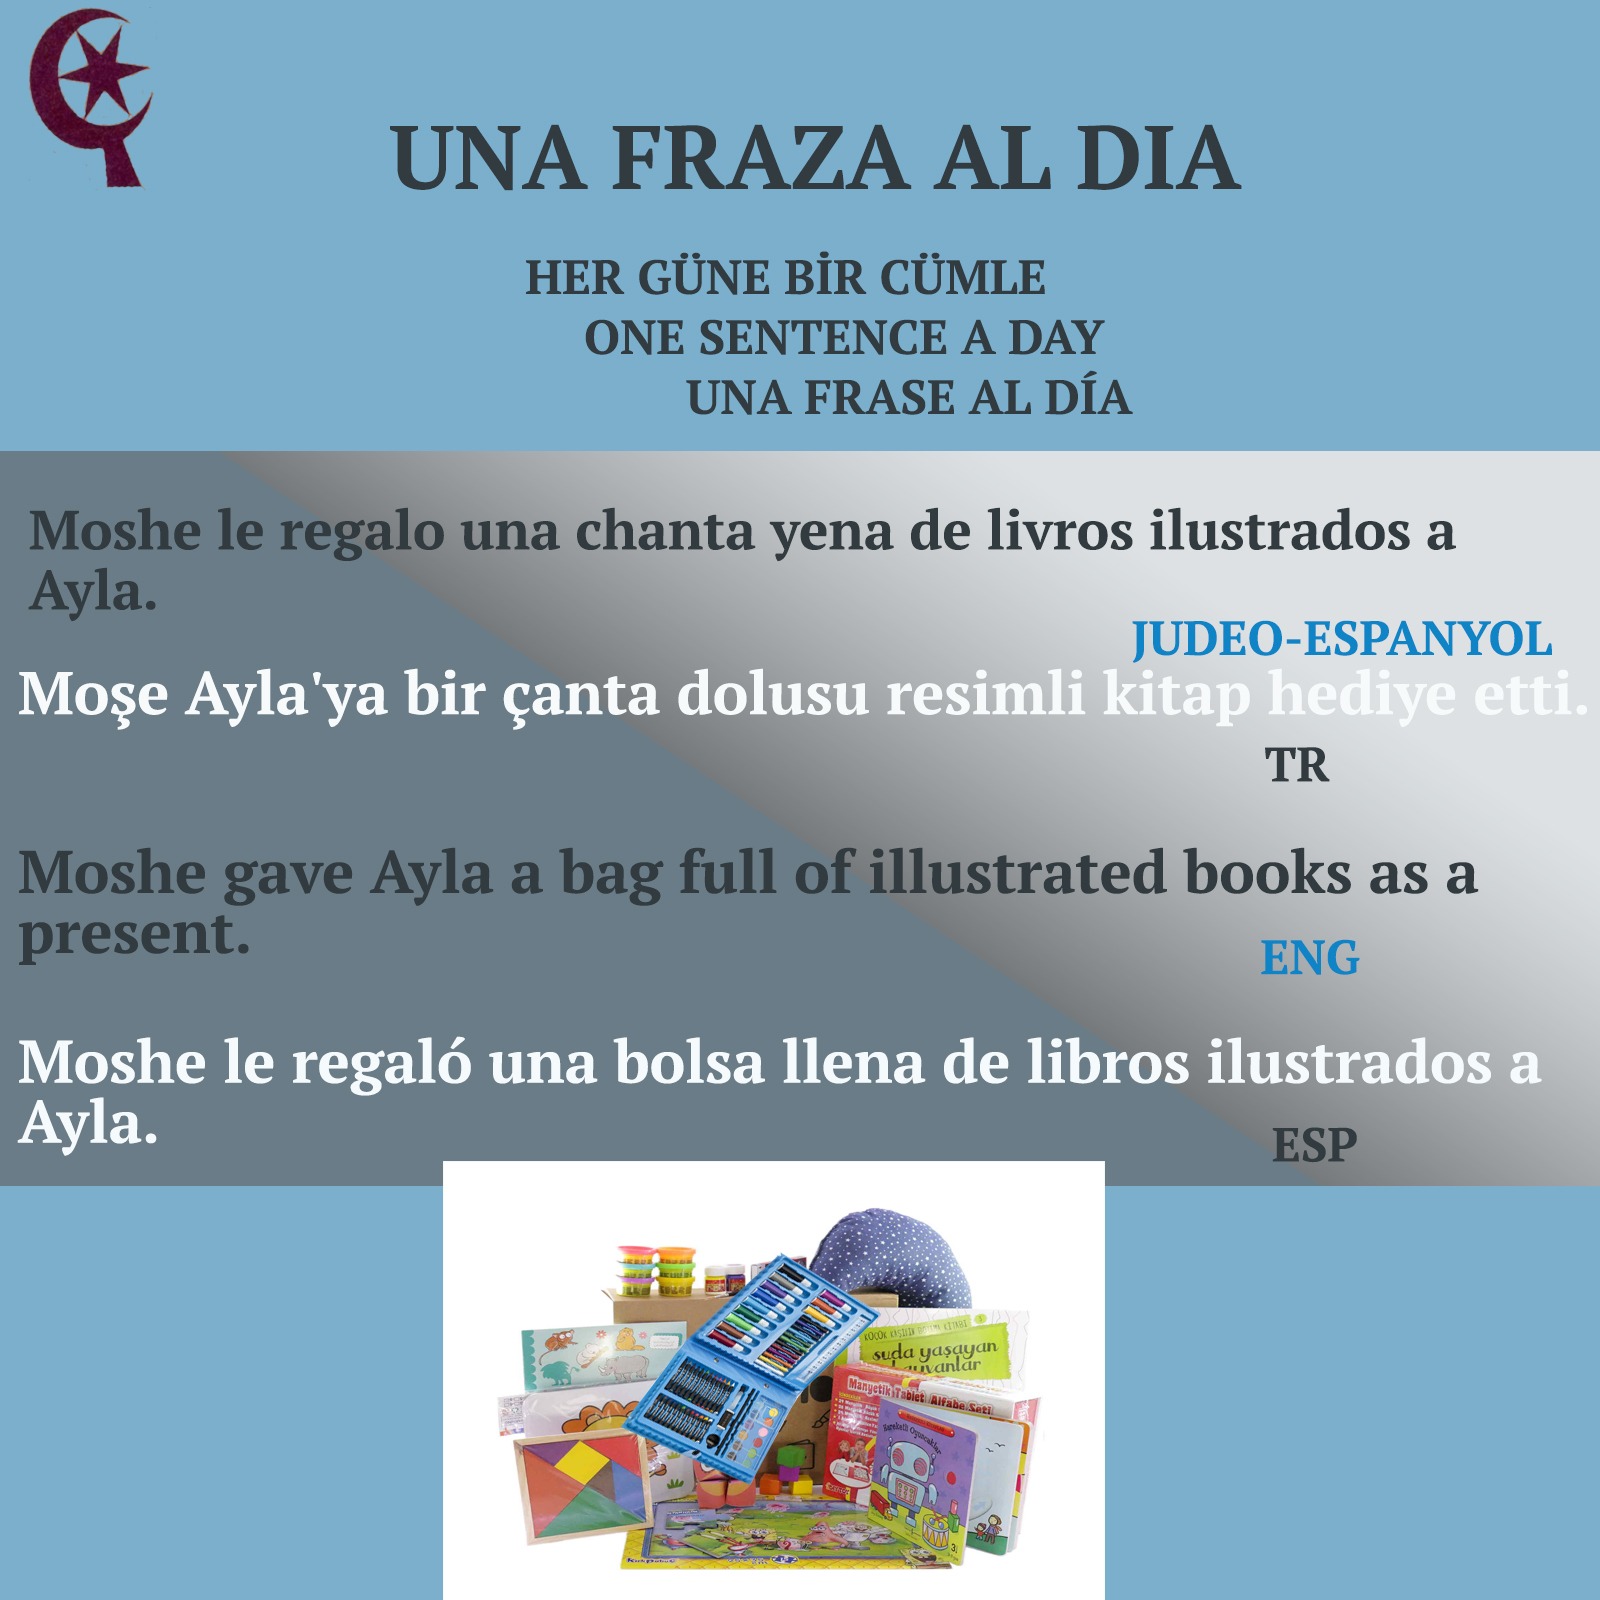 UNA FRAZA AL DIA
HER GÜNE BİR CÜMLE
ONE SENTENCE A DAY
UNA FRASE AL DÍA
Moshe le regalo una chanta yena de livros ilustrados a
Ayla.
JUDEO-ESPANYOL
Moşe Ayla'ya bir çanta dolusu resimli kitap hediye etti.
TR
Moshe gave Ayla a bag full of illustrated books as a
present.
ENG
Moshe le regaló una bolsa llena de libros ilustrados a
Ayla.
ESP
suda yaşayan
hayvanlar
Manyetik Tablet Alfabe Seti
Hareketli Oyuncaklar